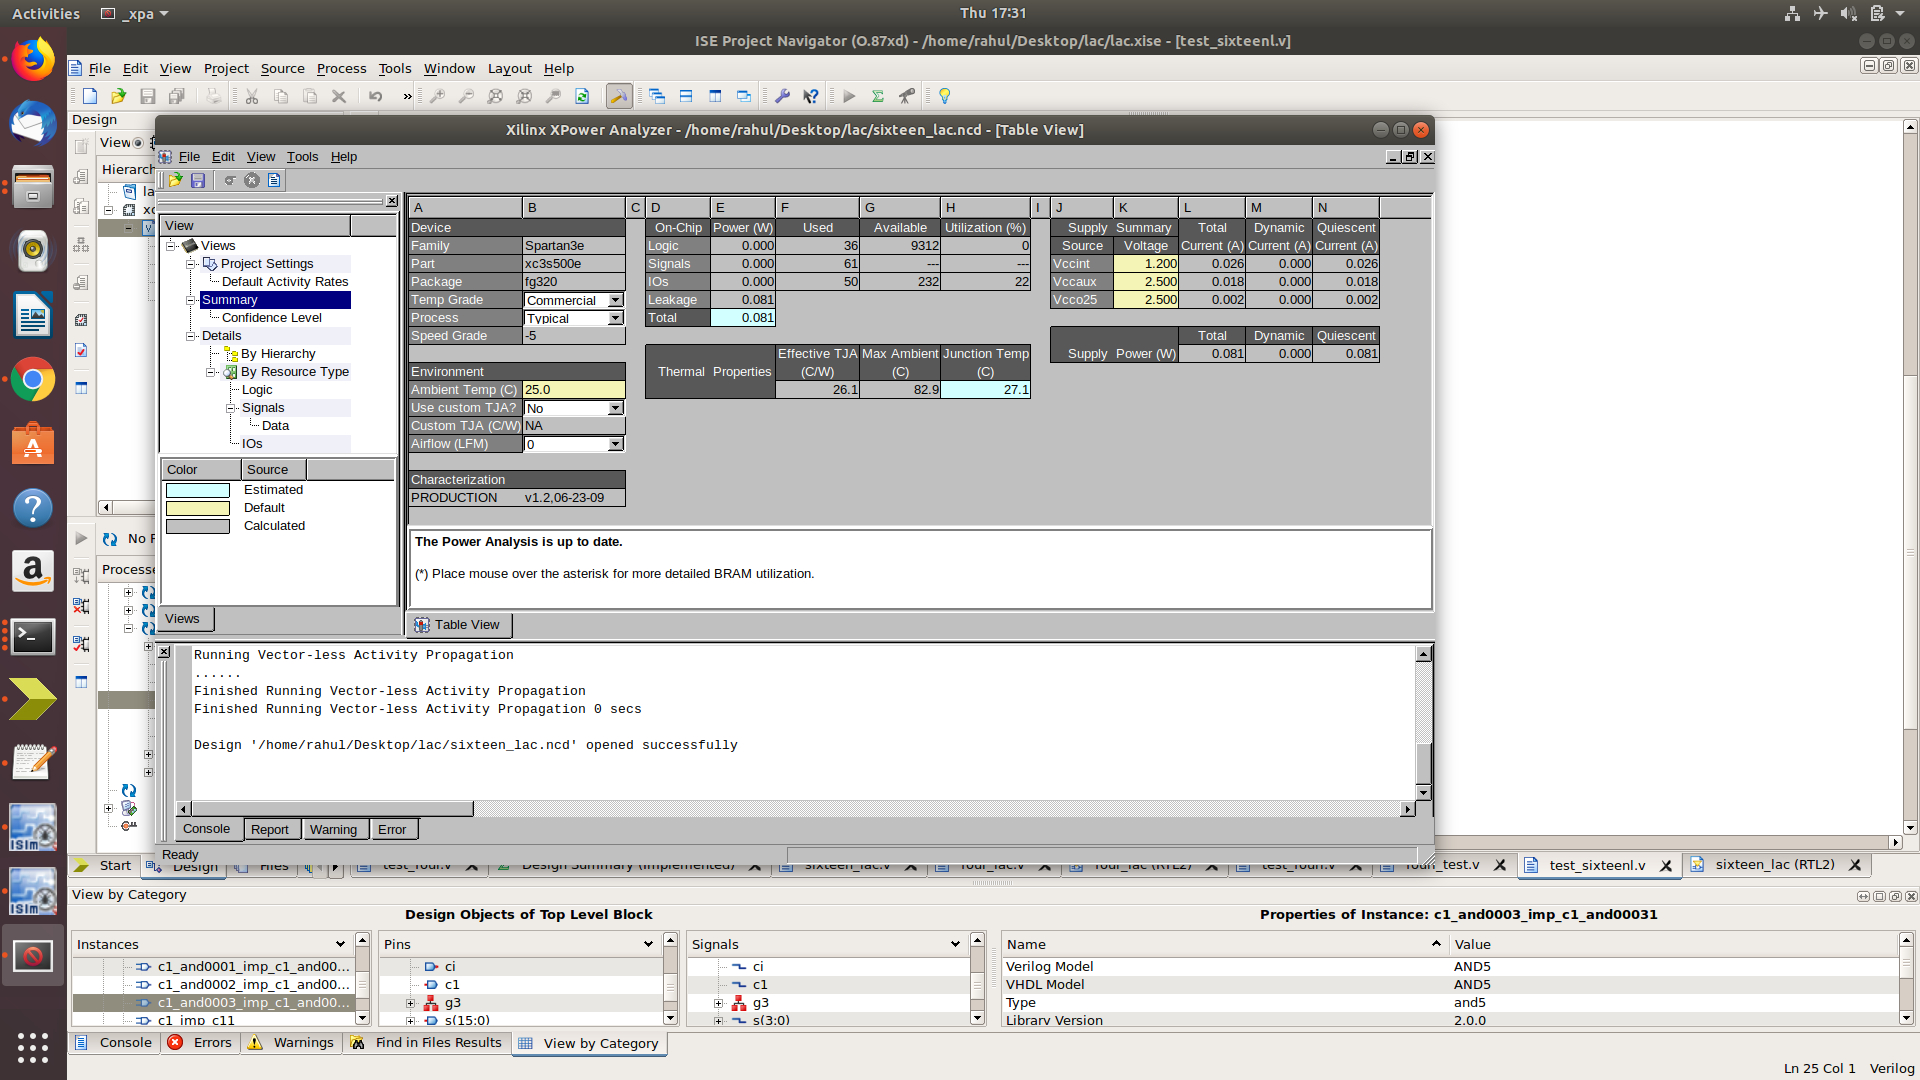 Activities
_xpa
Thu 17:31
ISE Project Navigator (O.87xd) - /home/rahul/Desktop/lac/lac.xise - [test_sixteenl.v]
File Edit View Project Source Process Tools Window Layout Help
Design
View
Hierarch
la
xc
No P
Processe
Xilinx XPower Analyzer - /home/rahul/Desktop/lac/sixteen_lac.ncd - [Table View]
File Edit View Tools Help
View
Views
Project Settings
Default Activity Rates
Summary
Confidence Level
Details
By Hierarchy
By Resource Type
Logic
Signals
Data
IOs
Color Source
Estimated
Default
Calculated
Views
A B C D E F G H I J K L M N
Device
Family Spartan3e
Part xc3s500e
Package fg320
Temp Grade Commercial
Process Typical
Speed Grade -5
Environment
Ambient Temp (C) 25.0
Use custom TJA? No
Custom TJA (C/W) NA
Airflow (LFM) 0
Characterization
PRODUCTION v1.2,06-23-09
On-Chip Power (W) Used Available Utilization (%)
Logic 0.000 36 9312 0
Signals 0.000 61 --- ---
IOs 0.000 50 232 22
Leakage 0.081
Total 0.081
Effective TJA Max Ambient Junction Temp
Thermal Properties (C/W) (C) (C)
26.1 82.9 27.1
Supply Summary Total Dynamic Quiescent
Source Voltage Current (A) Current (A) Current (A)
Vccint 1.200 0.026 0.000 0.026
Vccaux 2.500 0.018 0.000 0.018
Vcco25 2.500 0.002 0.000 0.002
Total Dynamic Quiescent
Supply Power (W) 0.081 0.000 0.081
The Power Analysis is up to date.
(*) Place mouse over the asterisk for more detailed BRAM utilization.
Table View
Running Vector-less Activity Propagation
......
Finished Running Vector-less Activity Propagation
Finished Running Vector-less Activity Propagation 0 secs
Design '/home/rahul/Desktop/lac/sixteen_lac.ncd' opened successfully
Console Report Warning Error
Ready
Start Design Files test_four.v Design Summary (Implemented) sixteen_lac.v four_lac.v four_lac (RTL2) test_fourl.v test_sixteenl.v sixteen_lac (RTL2)
View by Category
Design Objects of Top Level Block
Properties of Instance: c1_and0003_imp_c1_and00031
Instances
c1_and0001_imp_c1_and00...
c1_and0002_imp_c1_and00...
c1_and0003_imp_c1_and00...
c1_imp_c11
Pins
ci
c1
g3
s(15:0)
Signals
ci
c1
g3
s(3:0)
Name Value
Verilog Model AND5
VHDL Model AND5
Type and5
Library Version 2.0.0
Console Errors Warnings Find in Files Results View by Category
Ln 25 Col 1 Verilog
ISim
ISim